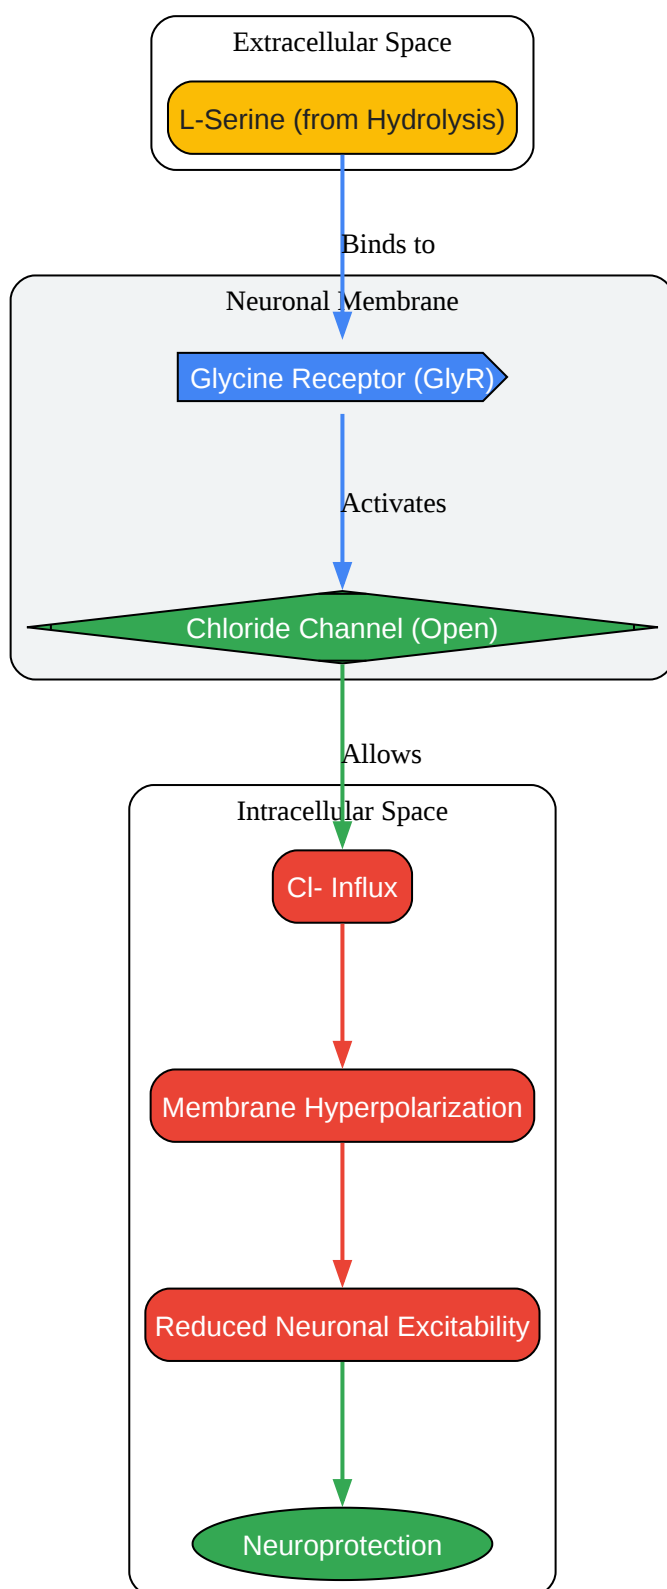 Extracellular Space
L-Serine (from Hydrolysis)
Binds to
Neuronal Membrane
Glycine Receptor (GlyR)
Activates
Chloride Channel (Open)
Allows
Intracellular Space
Cl- Influx
Membrane Hyperpolarization
Reduced Neuronal Excitability
Neuroprotection